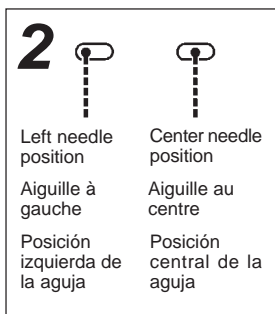 2
Left needle
position
Aiguille à
gauche
Posición
izquierda de
la aguja
Center needle
position
Aiguille au
centre
Posición
central de la
aguja